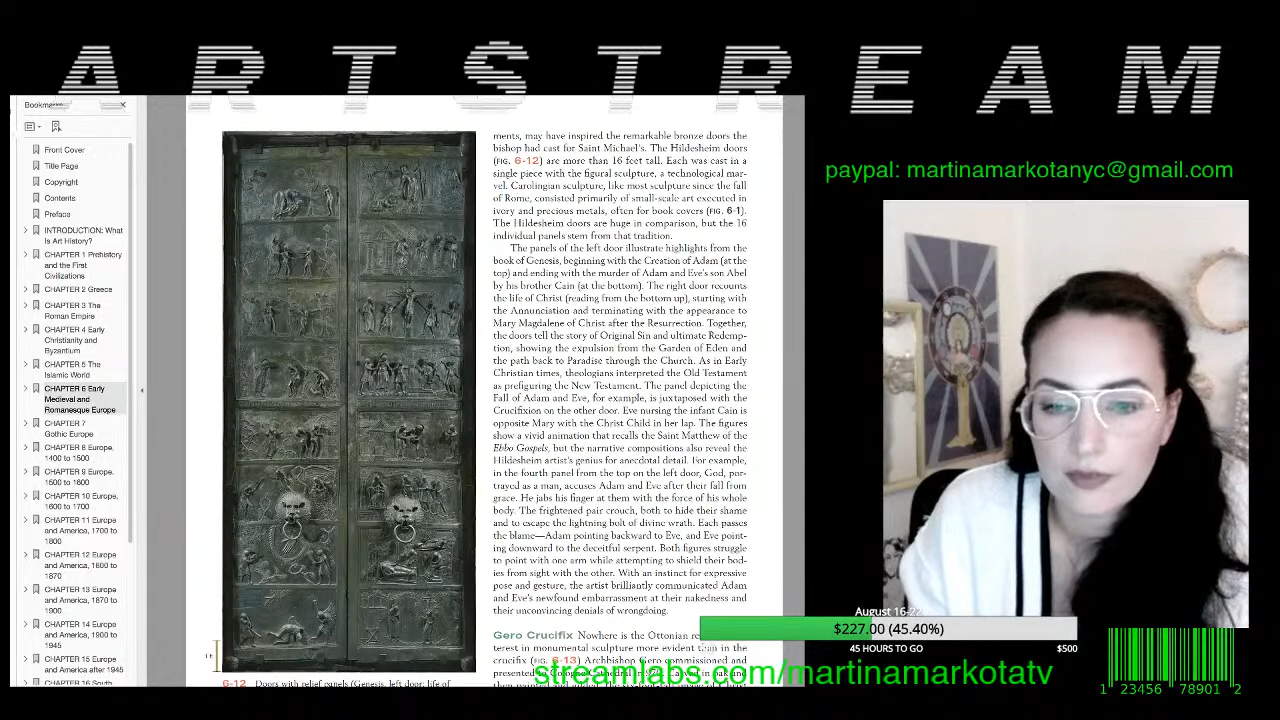 ARTSTREAM
Bookmarks
Front Cover
Title Page
Copyright
Contents
Preface
INTRODUCTION: What
Is Art History?
CHAPTER 1 Prehistory
and the First
Civilizations
CHAPTER 2 Greece
CHAPTER 3 The
Roman Empire
CHAPTER 4 Early
Christianity and
Byzantium
CHAPTER 5 The
Islamic World
CHAPTER 6 Early
Medieval and
Romanesque Europe
CHAPTER 7
Gothic Europe
CHAPTER 8 Europe,
1400 to 1500
CHAPTER 9 Europe,
1500 to 1600
CHAPTER 10 Europe,
1600 to 1700
CHAPTER 11 Europe
and America, 1700 to
1800
CHAPTER 12 Europe
and America, 1800 to
1870
CHAPTER 13 Europe
and America, 1870 to
1900
CHAPTER 14 Europe
and America, 1900 to
1945
CHAPTER 15 Europe
and America after 1945
CHAPTER 16 South
ments, may have inspired the remarkable bronze doors the
bishop had cast for Saint Michael's. The Hildesheim doors
(FIG. 6-12) are more than 16 feet tall. Each was cast in a
single piece with the figural sculpture, a technological mar-
vel. Carolingian sculpture, like most sculpture since the fall
of Rome, consisted primarily of small-scale art executed in
ivory and precious metals, often for book covers (FIG. 6-1).
The Hildesheim doors are huge in comparison, but the 16
individual panels stem from that tradition.
The panels of the left door illustrate highlights from the
book of Genesis, beginning with the Creation of Adam (at the
top) and ending with the murder of Adam and Eve's son Abel
by his brother Cain (at the bottom). The right door recounts
the life of Christ (reading from the bottom up), starting with
the Annunciation and terminating with the appearance to
Mary Magdalene of Christ after the Resurrection. Together,
the doors tell the story of Original Sin and ultimate Redemp-
tion, showing the expulsion from the Garden of Eden and
the path back to Paradise through the Church. As in Early
Christian times, theologians interpreted the Old Testament
as prefiguring the New Testament. The panel depicting the
Fall of Adam and Eve, for example, is juxtaposed with the
Crucifixion on the other door. Eve nursing the infant Cain is
opposite Mary with the Christ Child in her lap. The figures
show a vivid animation that recalls the Saint Matthew of the
Ebbo Gospels, but the narrative compositions also reveal the
Hildesheim artist's genius for anecdotal detail. For example,
in the fourth panel from the top on the left door, God, por-
trayed as a man, accuses Adam and Eve after their fall from
grace. He jabs his finger at them with the force of his whole
body. The frightened pair crouch, both to hide their shame
and to escape the lightning bolt of divine wrath. Each passes
the blame—Adam pointing backward to Eve, and Eve point-
ing downward to the deceitful serpent. Both figures struggle
to point with one arm while attempting to shield their bod-
ies from sight with the other. With an instinct for expressive
pose and gesture, the artist brilliantly communicated Adam
and Eve's newfound embarrassment at their nakedness and
their unconvincing denials of wrongdoing.
Gero Crucifix Nowhere is the Ottonian re
terest in monumental sculpture more evident than in the
crucifix (FIG. 6-13) Archbishop Gero commissioned and
presented
6-12 Doors with relief panels (Genesis, left door; life of
paypal: martinamarkotanyc@gmail.com
August 16-22
$227.00 (45.40%)
45 HOURS TO GO $500
streamlabs.com/martinamarkotatv
1 23456 78901 2